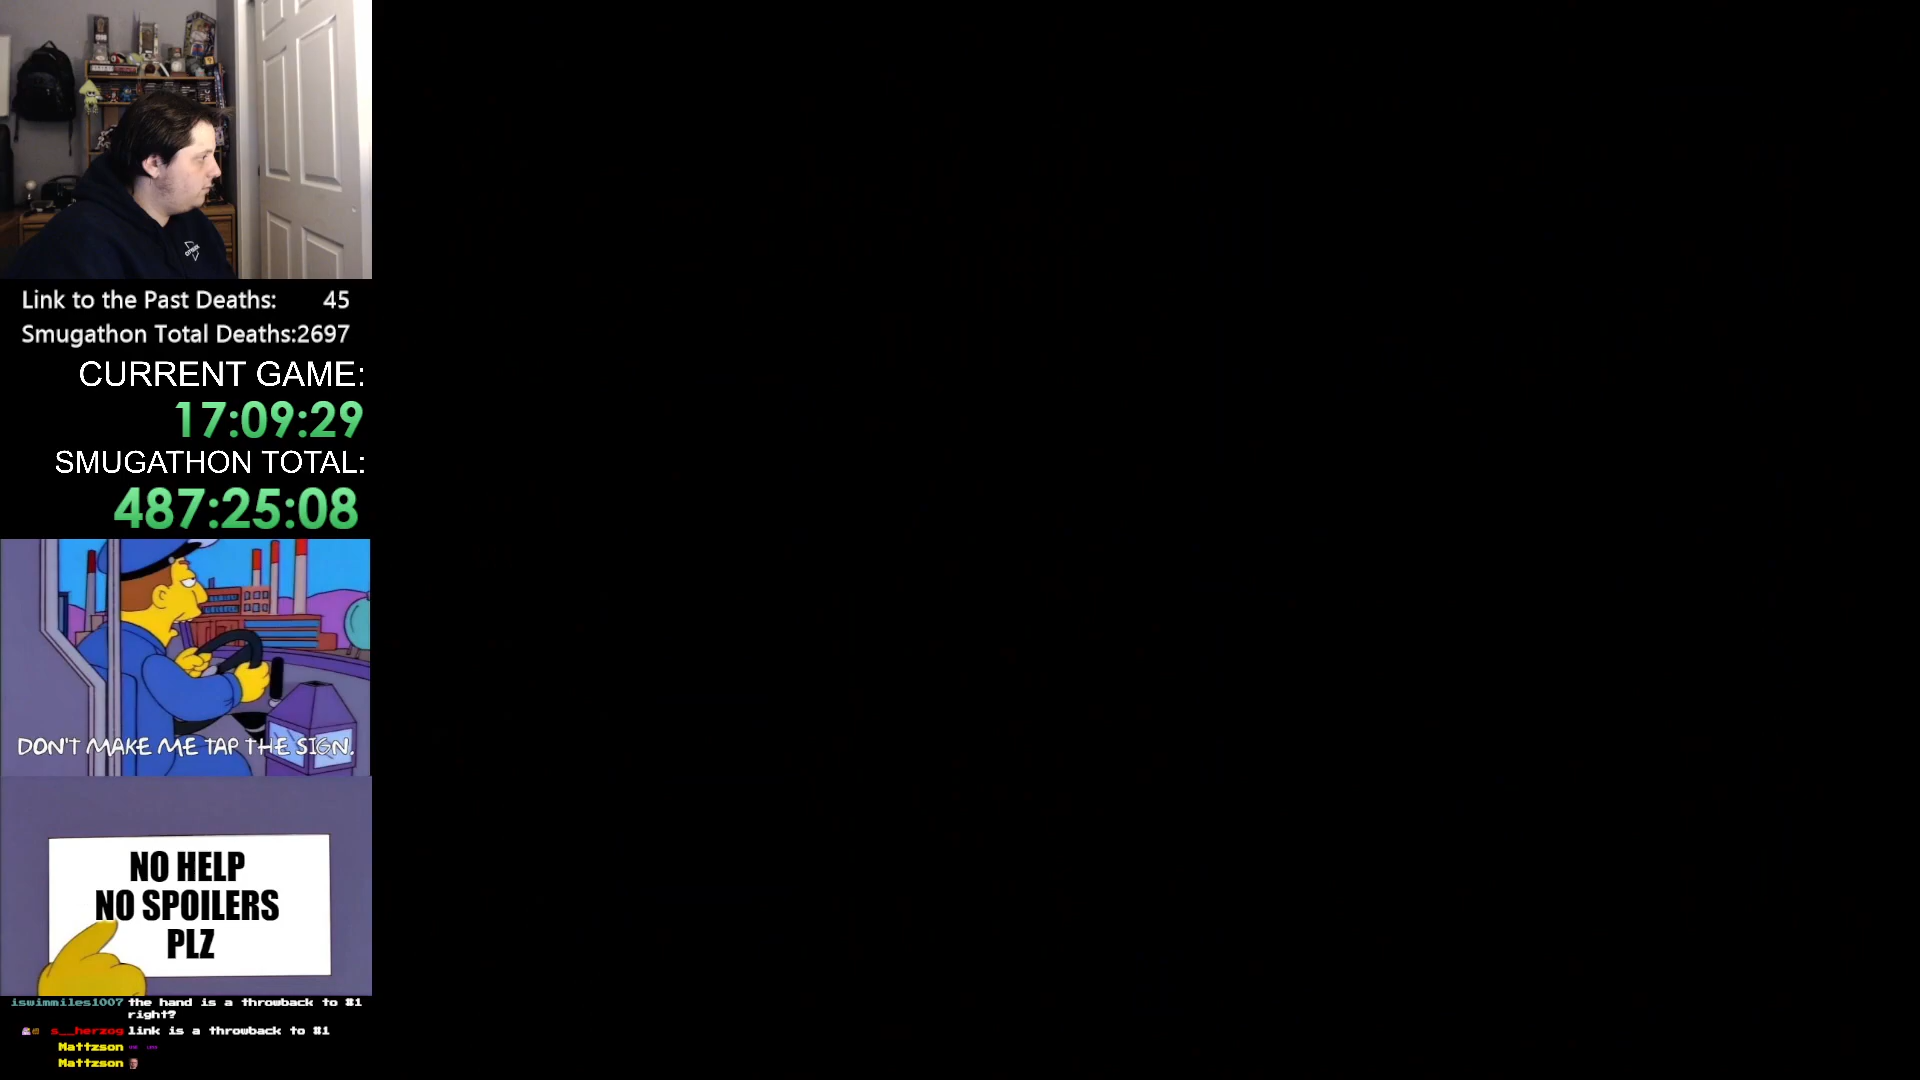 Link to the Past Deaths: 45
Smugathon Total Deaths:2697
CURRENT GAME:
17:09:29
SMUGATHON TOTAL:
487:25:08
DON'T MAKE ME TAP THE SIGN.
NO HELP
NO SPOILERS
PLZ
iswimmiles1007 the hand is a throwback to #1
right?
s__herzog link is a throwback to #1
Mattzson
Mattzson